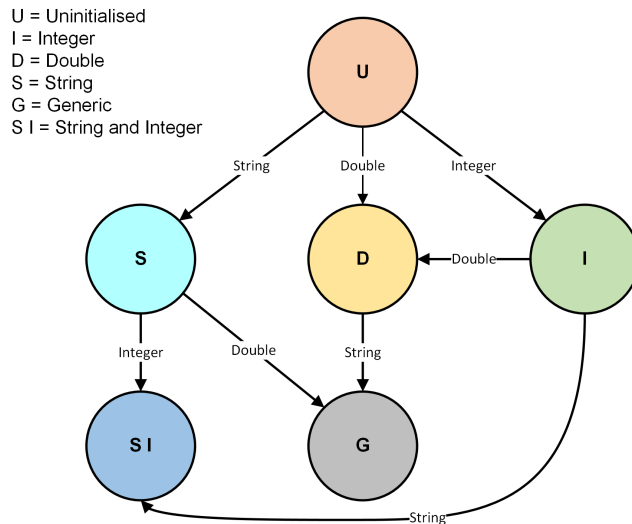 U = Uninitialised
I = Integer
D = Double
S = String
G = Generic
S I = String and Integer
U
String
Double
Integer
S
D
Double
I
Integer
Double
String
S I
G
String